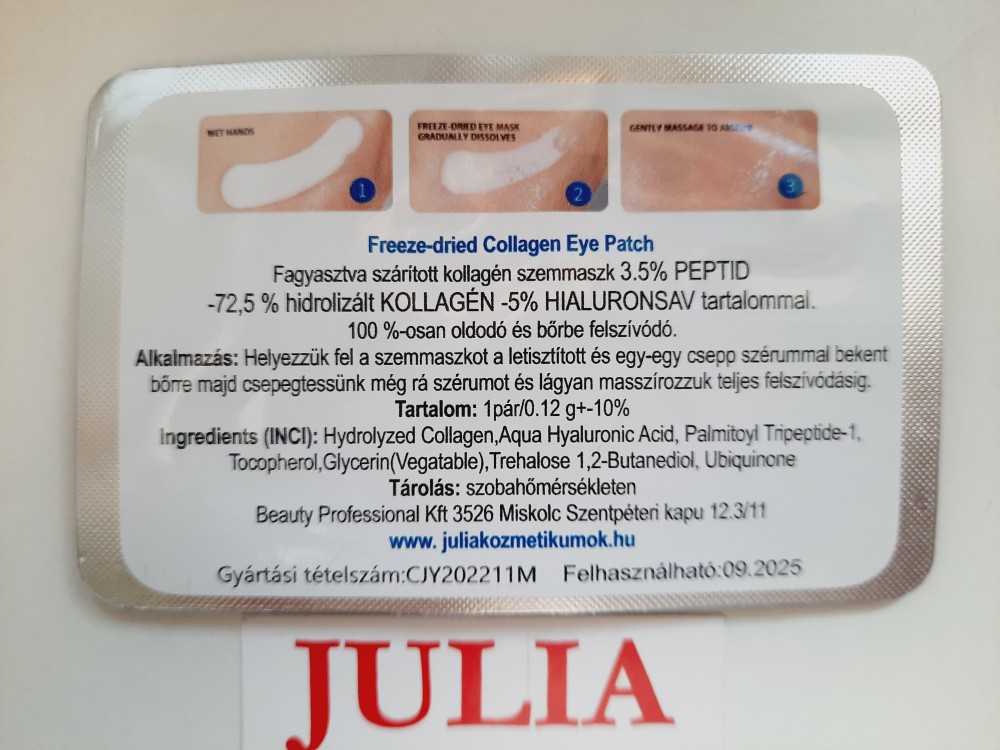 WET HANDS
1
FREEZE-DRIED EYE MASK
GRADUALLY DISSOLVES
2
GENTLY MASSAGE TO ABSORB
3
Freeze-dried Collagen Eye Patch
Fagyasztva szárított kollagén szemmaszk 3.5% PEPTID
-72,5 % hidrolizált KOLLAGÉN -5% HIALURONSAV tartalommal.
100 %-osan oldodó és bőrbe felszívódó.
Alkalmazás: Helyezzük fel a szemmaszkot a letisztított és egy-egy csepp szérummal bekent
bőrre majd csepegtessünk még rá szérumot és lágyan masszírozzuk teljes felszívódásig.
Tartalom: 1pár/0.12 g+-10%
Ingredients (INCI): Hydrolyzed Collagen,Aqua Hyaluronic Acid, Palmitoyl Tripeptide-1,
Tocopherol,Glycerin(Vegatable),Trehalose 1,2-Butanediol, Ubiquinone
Tárolás: szobahőmérsékleten
Beauty Professional Kft 3526 Miskolc Szentpéteri kapu 12.3/11
www. juliakozmetikumok.hu
Gyártási tételszám:CJY202211M Felhasználható:09.2025
JULIA